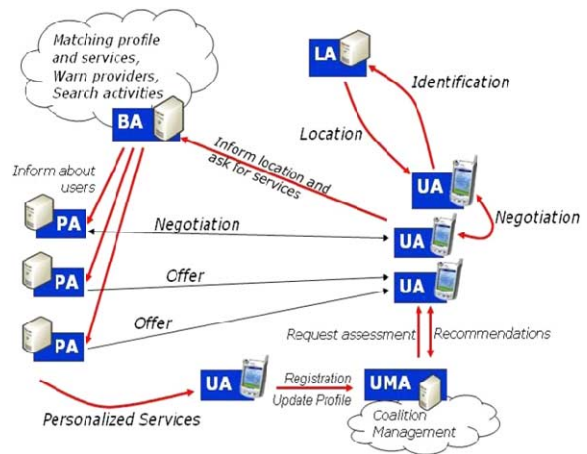 Matching profile
and services,
Warn providers,
Search activities
BA
LA
Identification
Location
Inform location and
ask for services
Inform about
users
UA
PA
Negotiation
UA
Negotiation
PA
Offer
UA
Offer
PA
Request assessment
Recommendations
Personalized Services
UA
Registration
Update Profile
UMA
Coalition
Management